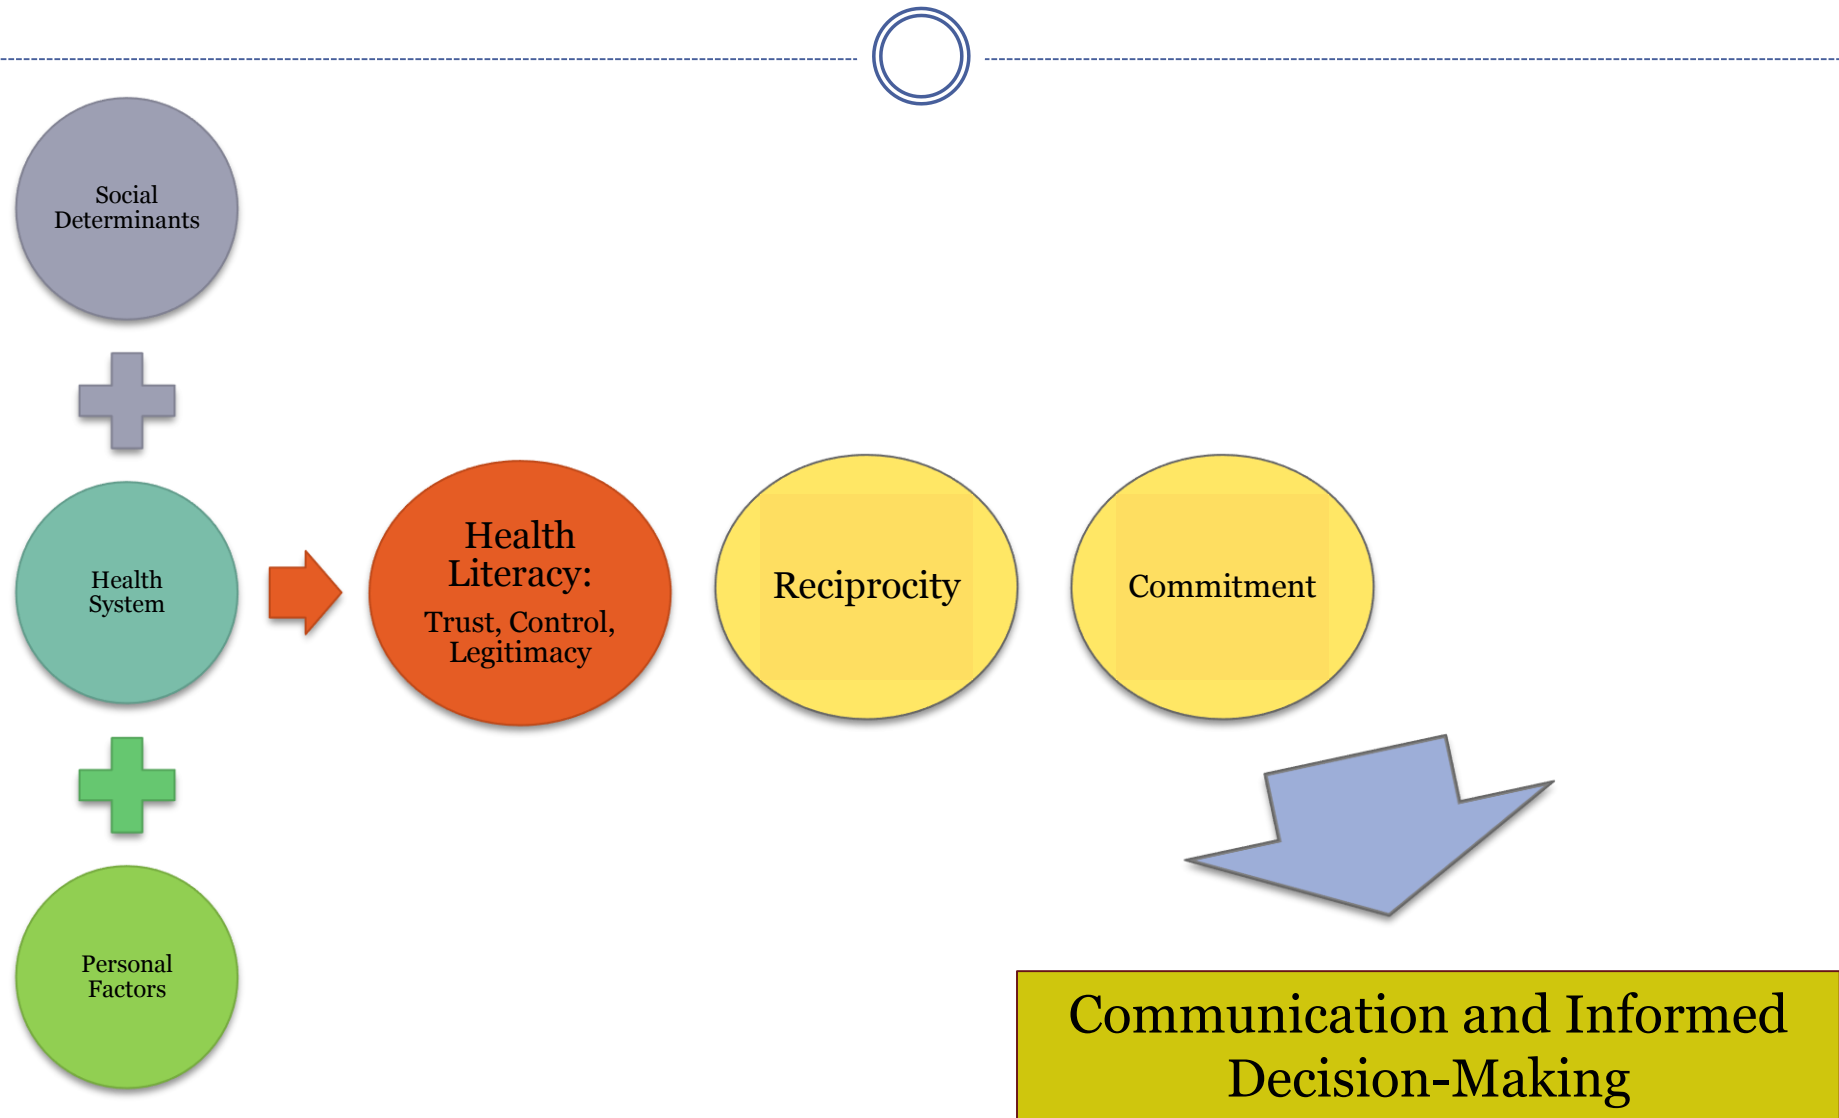 Social
Determinants
Health
System
Personal
Factors
Health
Literacy:
Trust, Control,
Legitimacy
Reciprocity
Commitment
Communication and Informed
Decision-Making